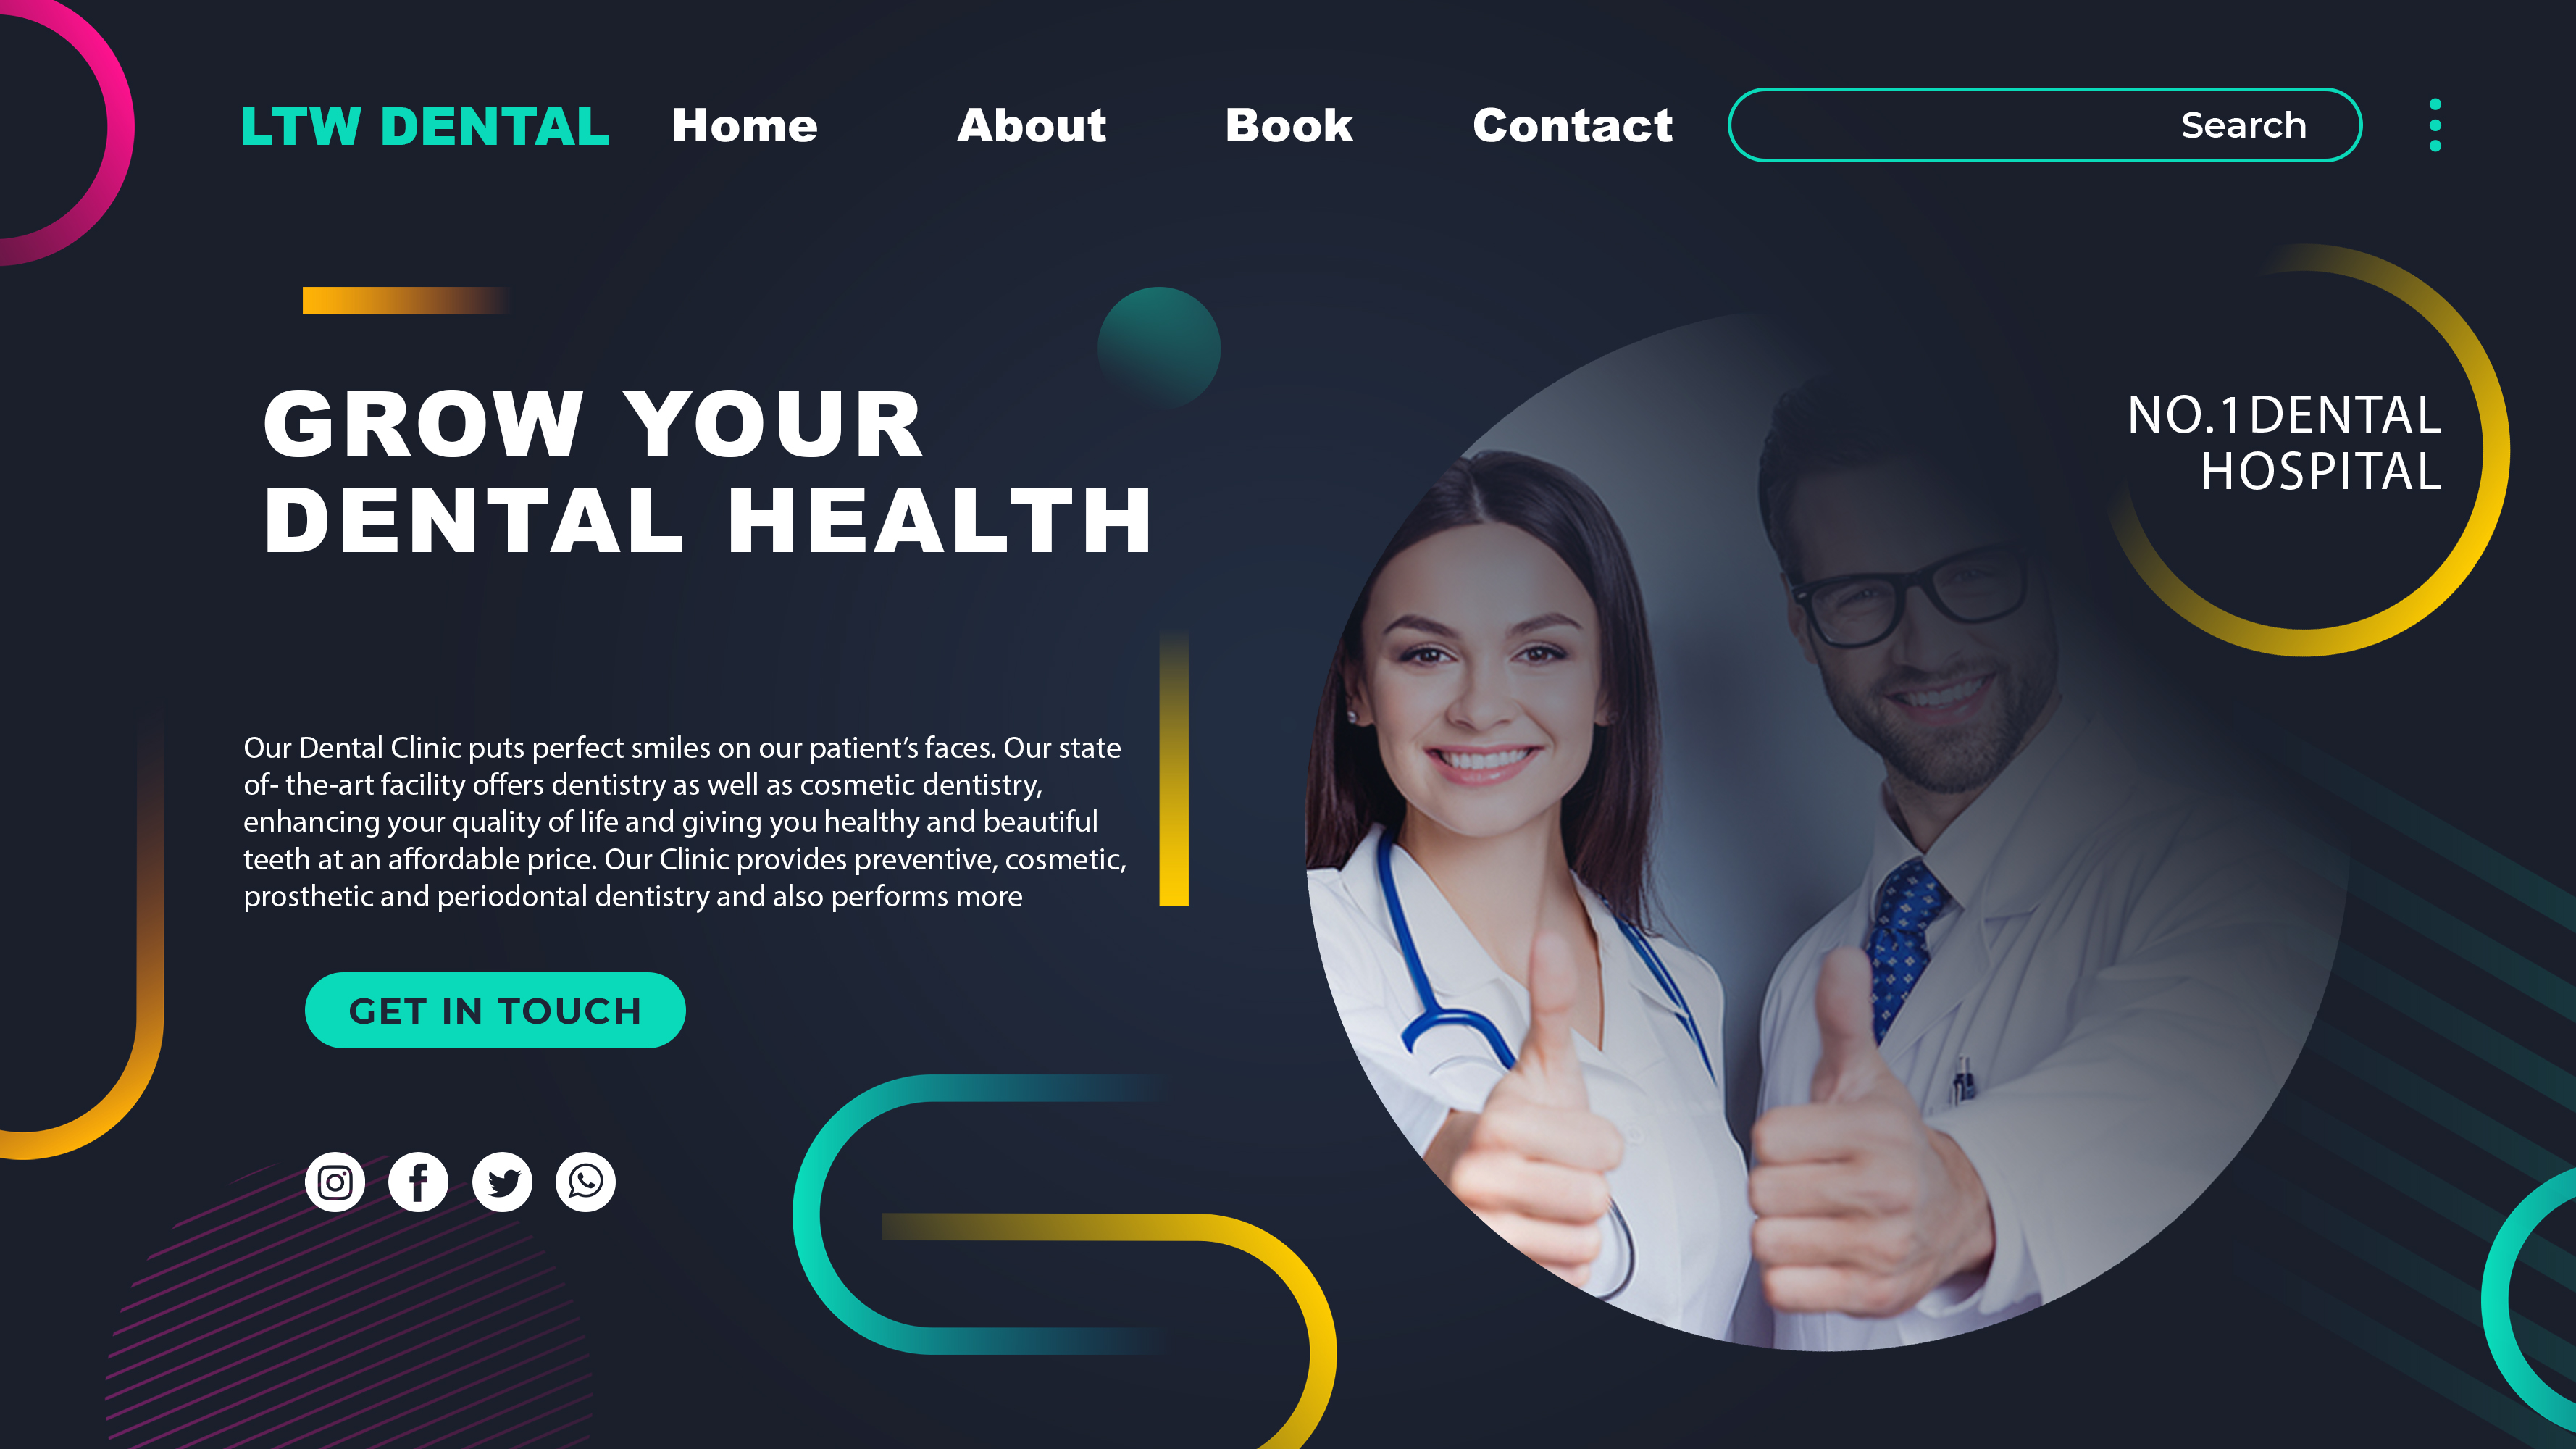 LTW DENTAL Home About Book Contact Search
GROW YOUR
DENTAL HEALTH
NO.1DENTAL
HOSPITAL
Our Dental Clinic puts perfect smiles on our patient’s faces. Our state
of- the-art facility offers dentistry as well as cosmetic dentistry,
enhancing your quality of life and giving you healthy and beautiful
teeth at an affordable price. Our Clinic provides preventive, cosmetic,
prosthetic and periodontal dentistry and also performs more
GET IN TOUCH